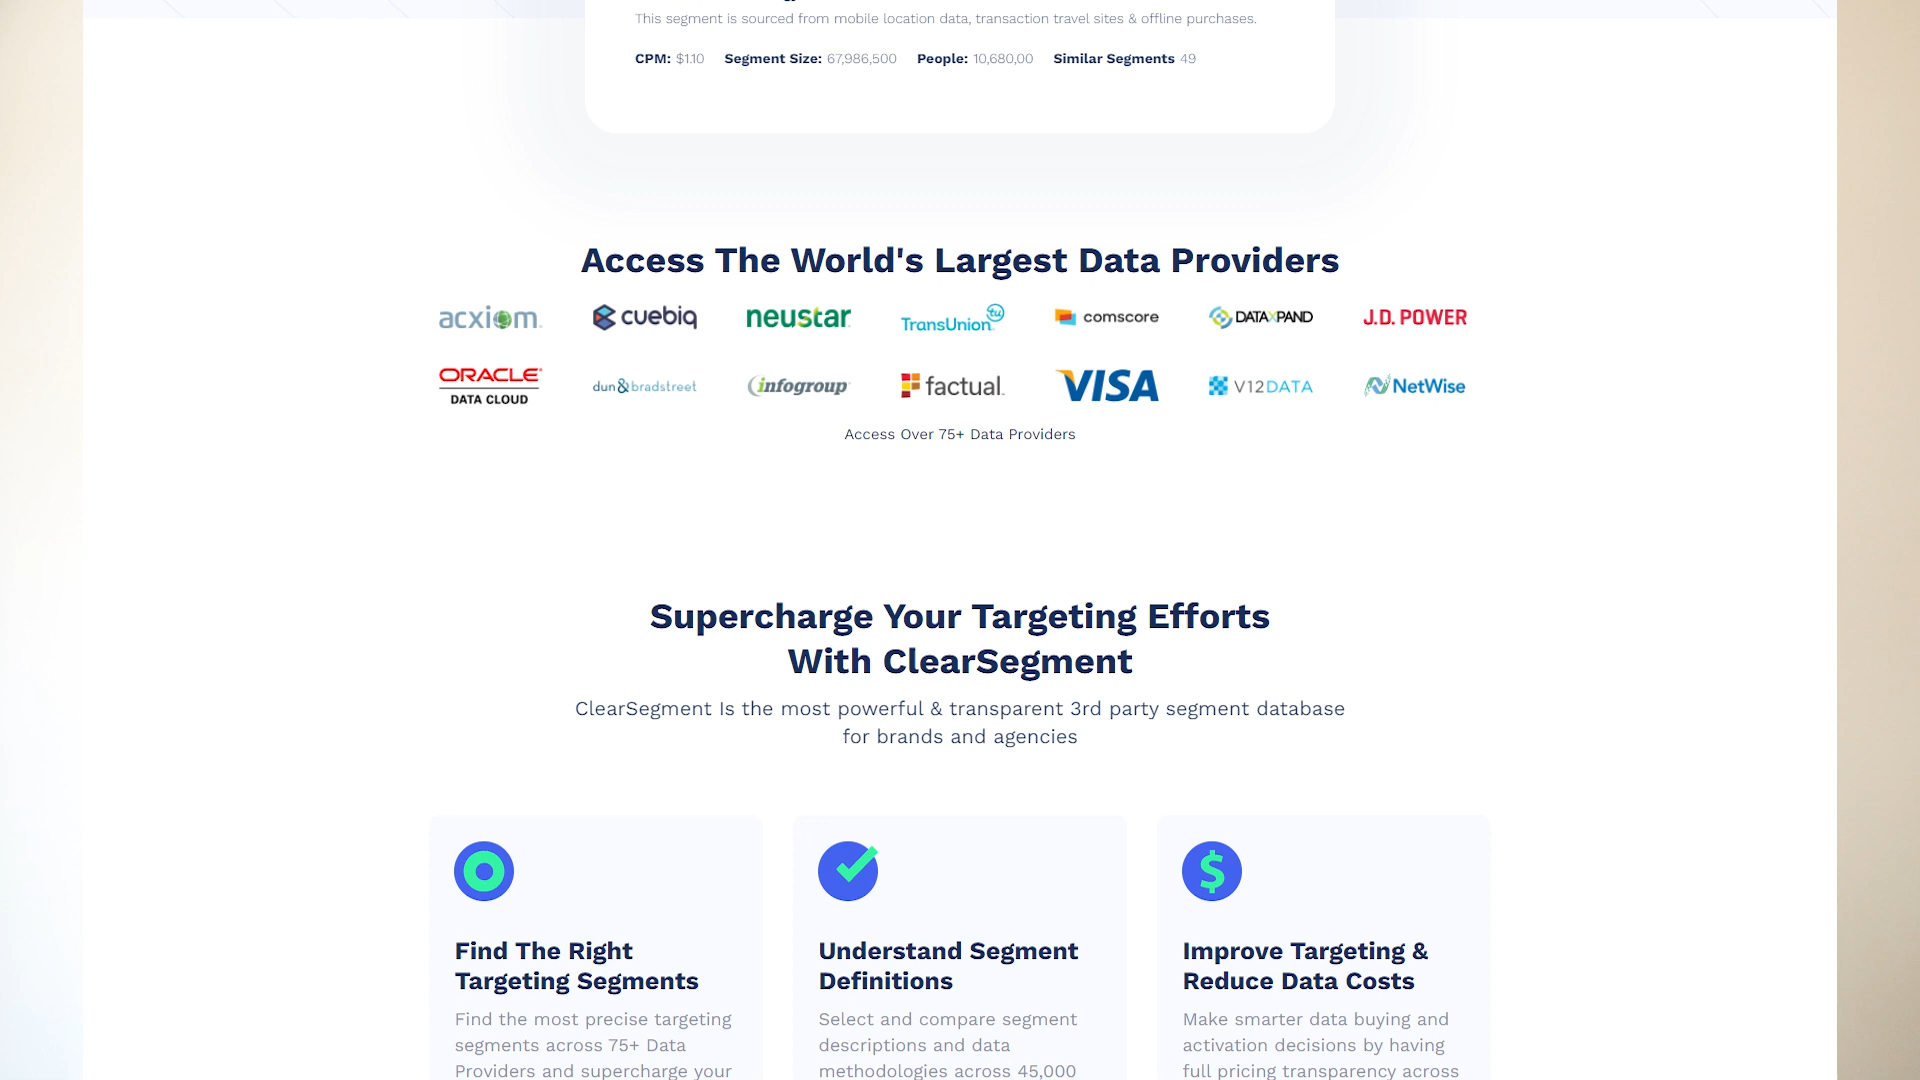 This segment is sourced from mobile location data, transaction travel sites & offline purchases.
CPM: $1.10 Segment Size: 67,986,500 People: 10,680,00 Similar Segments 49
Access The World's Largest Data Providers
acxiom. cuebiq neustar TransUnion tu comscore DATAXPAND J.D. POWER
ORACLE DATA CLOUD dun & bradstreet infogroup factual. VISA V12DATA NetWise
Access Over 75+ Data Providers
Supercharge Your Targeting Efforts
With ClearSegment
ClearSegment Is the most powerful & transparent 3rd party segment database
for brands and agencies
Find The Right
Targeting Segments
Find the most precise targeting
segments across 75+ Data
Providers and supercharge your
Understand Segment
Definitions
Select and compare segment
descriptions and data
methodologies across 45,000
Improve Targeting &
Reduce Data Costs
Make smarter data buying and
activation decisions by having
full pricing transparency across